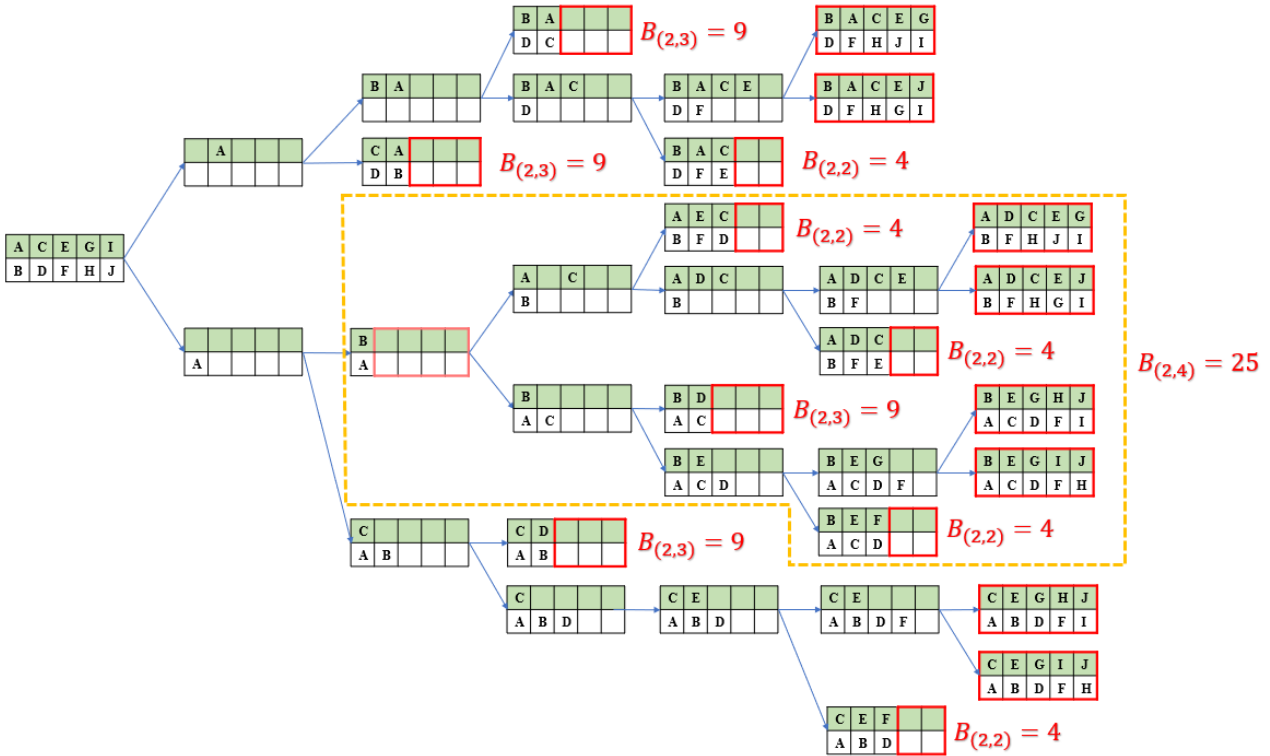 B A
D C
B(2,3) = 9
B A C E G
D F H J I
B A
B A C
D
B A C E
D F
B A C E J
D F H G I
A
C A
D B
B(2,3) = 9
B A C
D F E
B(2,2) = 4
A C E G I
B D F H J
A E C
B F D
B(2,2) = 4
A D C E G
B F H J I
A C
B
A D C
B
A D C E
B F
A D C E J
B F H G I
A
B
A
A D C
B F E
B(2,2) = 4
B(2,4) = 25
B
A C
B D
A C
B(2,3) = 9
B E G H J
A C D F I
B E
A C D
B E G
A C D F
B E G I J
A C D F H
B E F
A C D
B(2,2) = 4
C
A B
C D
A B
B(2,3) = 9
C
A B D
C E
A B D
C E
A B D F
C E G H J
A B D F I
C E G I J
A B D F H
C E F
A B D
B(2,2) = 4